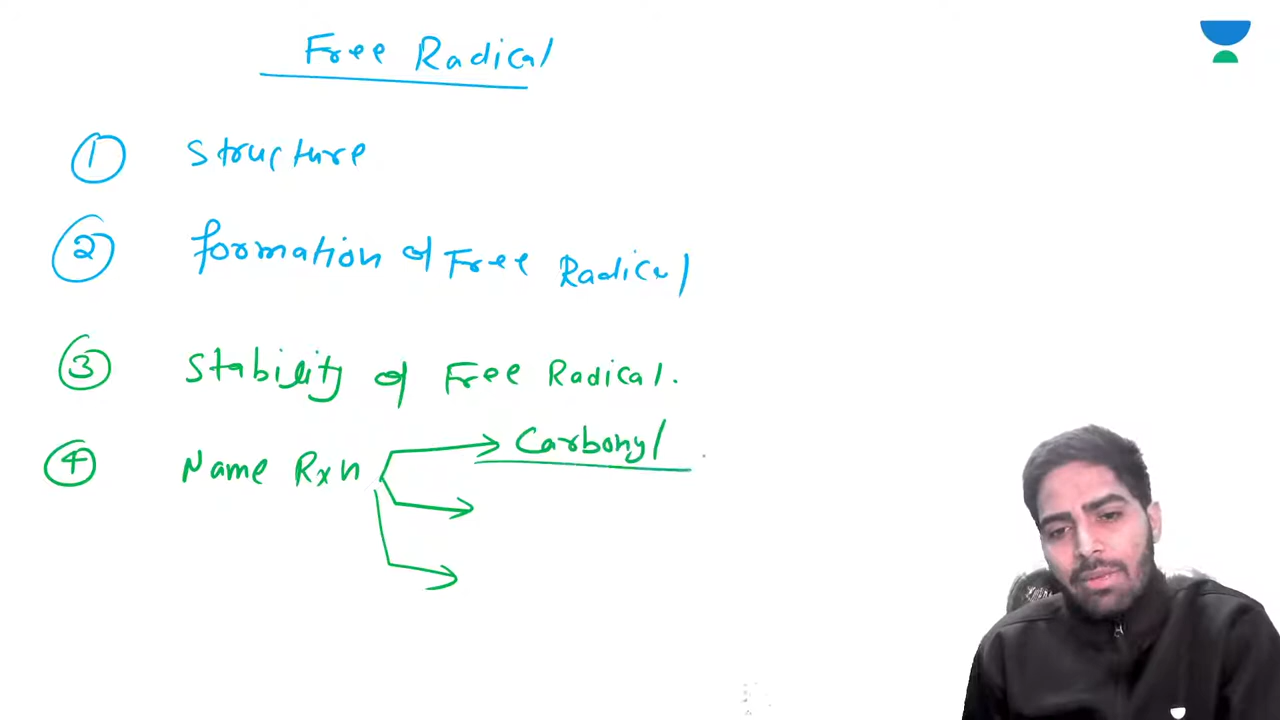 Free Radical
① Structure
② formation of Free Radical
③ Stability of Free Radical.
④ Name Rxn → Carbonyl